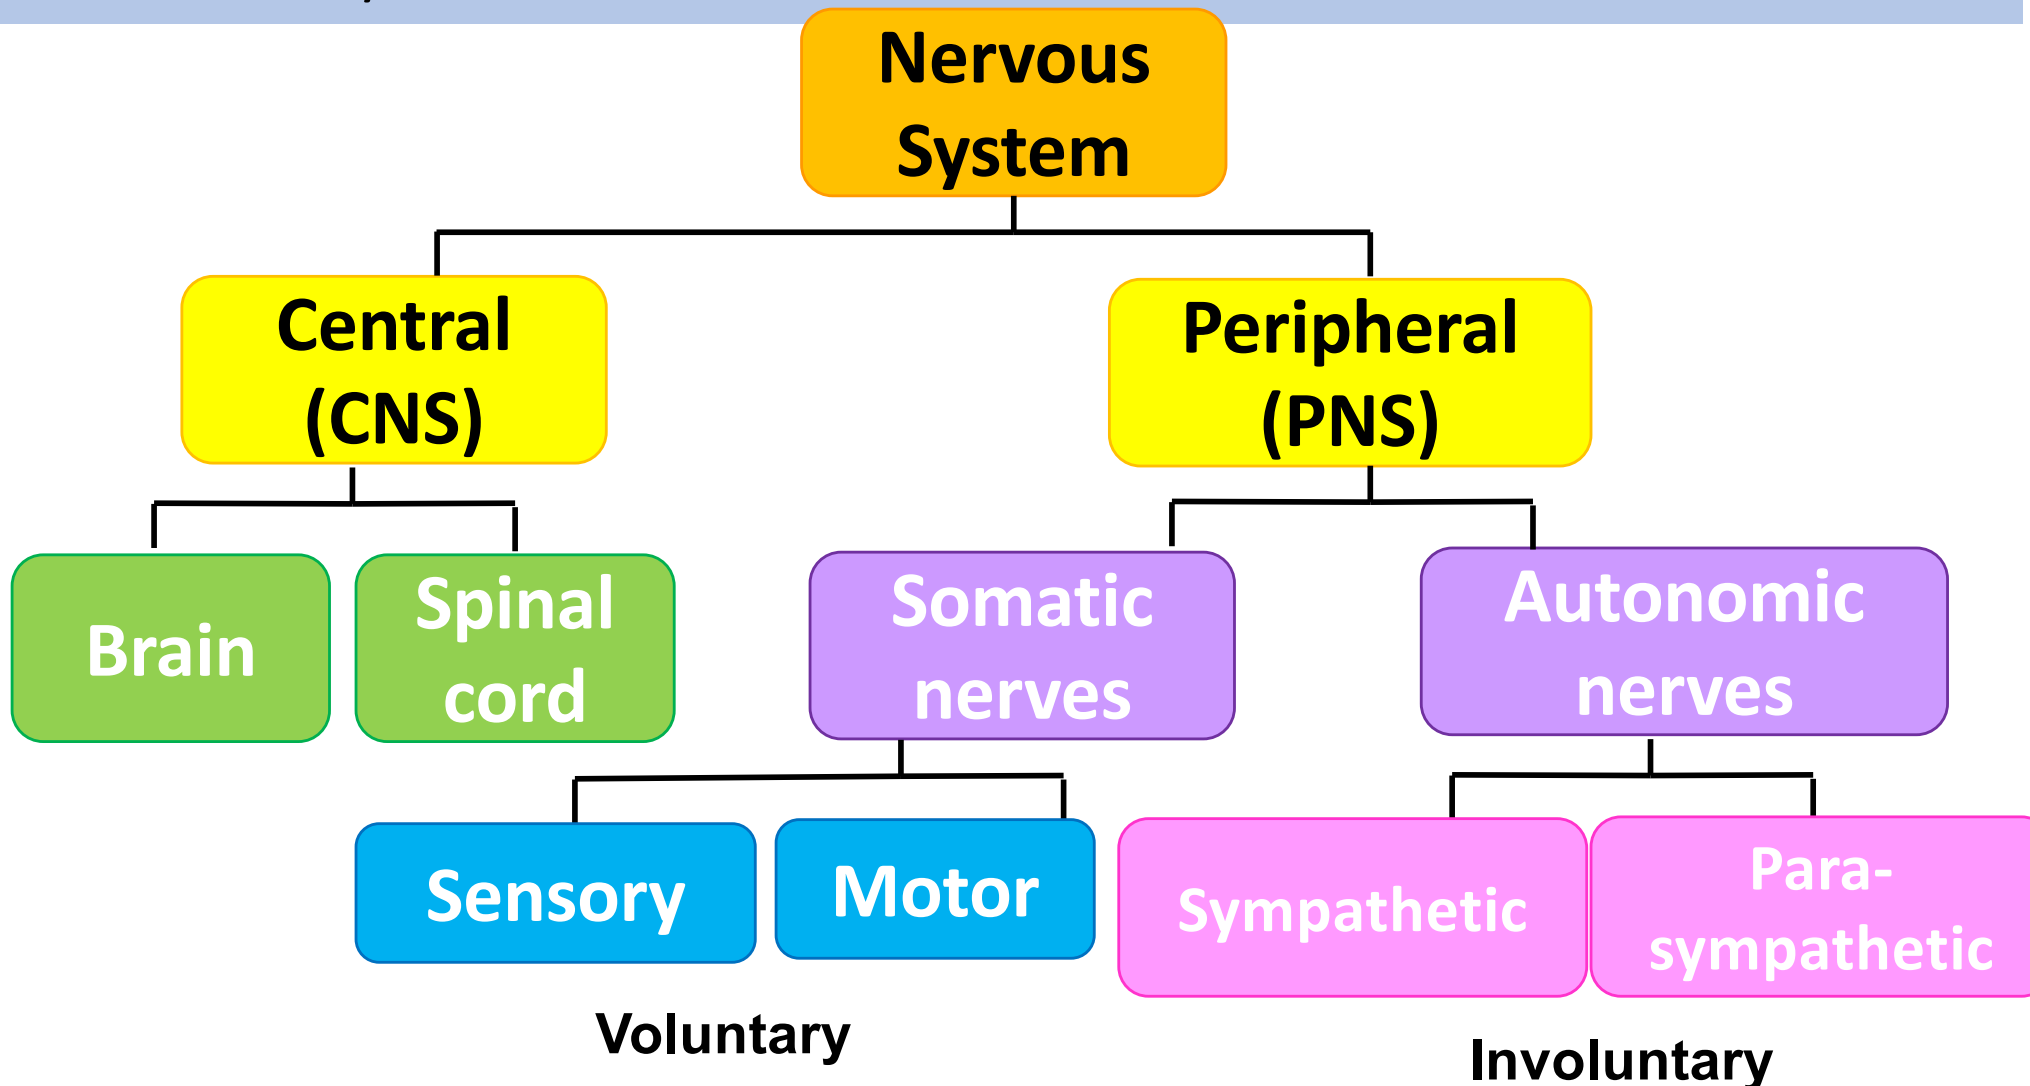 Nervous
System
Central
(CNS)
Peripheral
(PNS)
Brain
Spinal
cord
Somatic
nerves
Autonomic
nerves
Sensory
Motor
Sympathetic
Para-
sympathetic
Voluntary
Involuntary